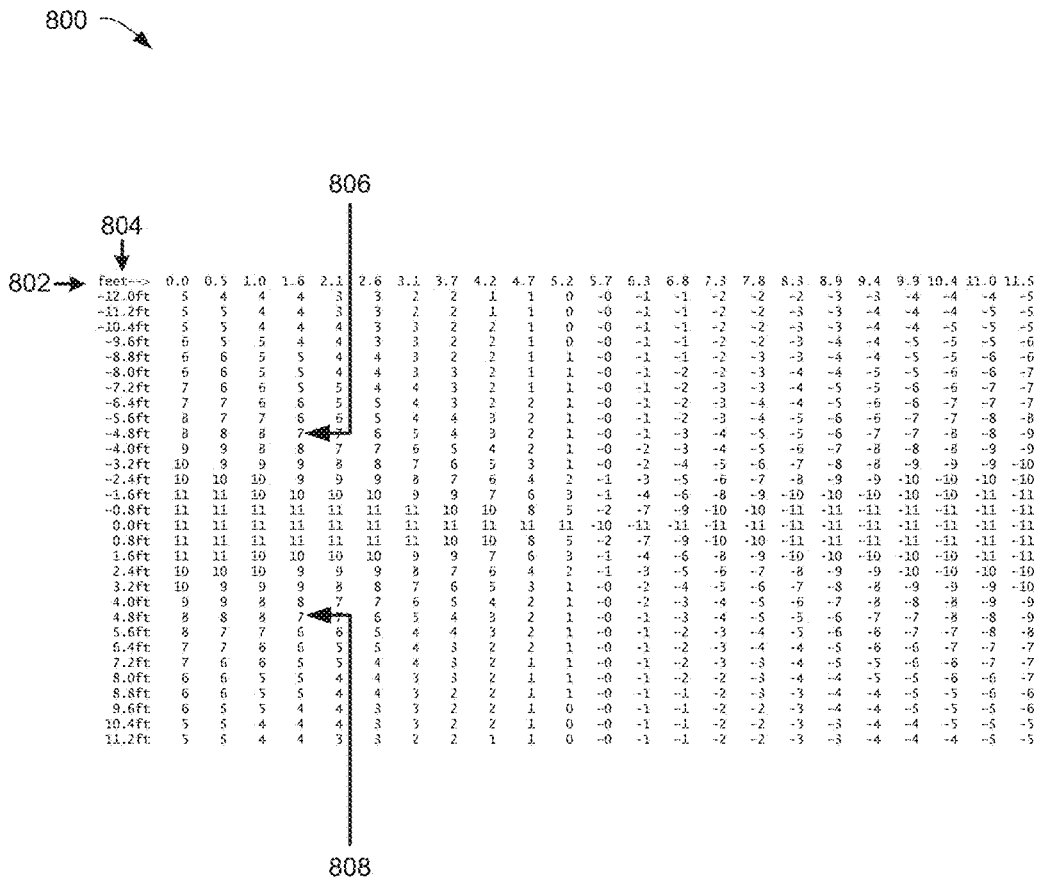 800
806
804
802
feet--> 0.0 0.5 1.0 1.6 2.1 2.6 3.1 3.7 4.2 4.7 5.2 5.7 6.3 6.8 7.3 7.8 8.3 8.9 9.4 9.9 10.4 11.0 11.5
-12.0ft 5 4 4 4 3 3 2 2 1 1 0 -0 -1 -1 -2 -2 -2 -3 -3 -4 -4 -4 -5
-11.2ft 5 5 4 4 3 3 2 2 1 1 0 -0 -1 -1 -2 -2 -3 -3 -4 -4 -4 -5 -5
-10.4ft 5 5 4 4 4 3 3 2 2 1 0 -0 -1 -1 -2 -2 -3 -3 -4 -4 -5 -5 -5
-9.6ft 6 5 5 4 4 3 3 2 2 1 0 -0 -1 -1 -2 -2 -3 -4 -4 -5 -5 -5 -6
-8.8ft 6 6 5 5 4 4 3 2 2 1 1 -0 -1 -1 -2 -3 -3 -4 -4 -5 -5 -6 -6
-8.0ft 6 6 5 5 4 4 3 3 2 1 1 -0 -1 -2 -2 -3 -4 -4 -5 -5 -6 -6 -7
-7.2ft 7 6 6 5 5 4 4 3 2 1 1 -0 -1 -2 -3 -3 -4 -5 -5 -6 -6 -7 -7
-6.4ft 7 7 6 6 5 5 4 3 2 2 1 -0 -1 -2 -3 -4 -4 -5 -6 -6 -7 -7 -7
-5.6ft 8 7 7 6 6 5 4 4 3 2 1 -0 -1 -2 -3 -4 -5 -6 -6 -7 -7 -8 -8
-4.8ft 8 8 8 7 6 5 4 3 2 1 -0 -1 -3 -4 -5 -5 -6 -7 -7 -8 -8 -9
-4.0ft 9 9 8 8 7 7 6 5 4 2 1 -0 -2 -3 -4 -5 -6 -7 -8 -8 -8 -9 -9
-3.2ft 10 9 9 9 8 8 7 6 5 3 1 -0 -2 -4 -5 -6 -7 -8 -8 -9 -9 -9 -10
-2.4ft 10 10 10 9 9 9 8 7 6 4 2 -1 -3 -5 -6 -7 -8 -9 -9 -10 -10 -10 -10
-1.6ft 11 11 10 10 10 10 9 9 7 6 3 -1 -4 -6 -8 -9 -10 -10 -10 -10 -10 -11 -11
-0.8ft 11 11 11 11 11 11 11 10 10 8 5 -2 -7 -9 -10 -10 -11 -11 -11 -11 -11 -11 -11
0.0ft 11 11 11 11 11 11 11 11 11 11 11 -10 -11 -11 -11 -11 -11 -11 -11 -11 -11 -11 -11
0.8ft 11 11 11 11 11 11 11 10 10 8 5 -2 -7 -9 -10 -10 -11 -11 -11 -11 -11 -11 -11
1.6ft 11 11 10 10 10 10 9 9 7 6 3 -1 -4 -6 -8 -9 -10 -10 -10 -10 -10 -11 -11
2.4ft 10 10 10 9 9 9 8 7 6 4 2 -1 -3 -5 -6 -7 -8 -9 -9 -10 -10 -10 -10
3.2ft 10 9 9 9 8 8 7 6 5 3 1 -0 -2 -4 -5 -6 -7 -8 -8 -9 -9 -9 -10
4.0ft 9 9 8 8 7 7 6 5 4 2 1 -0 -2 -3 -4 -5 -6 -7 -8 -8 -8 -9 -9
4.8ft 8 8 8 7 6 5 4 3 2 1 -0 -1 -3 -4 -5 -5 -6 -7 -7 -8 -8 -9
5.6ft 8 7 7 6 6 5 4 4 3 2 1 -0 -1 -2 -3 -4 -5 -6 -6 -7 -7 -8 -8
6.4ft 7 7 6 6 5 5 4 3 2 2 1 -0 -1 -2 -3 -4 -4 -5 -6 -6 -7 -7 -7
7.2ft 7 6 6 5 5 4 4 3 2 1 1 -0 -1 -2 -3 -3 -4 -5 -5 -6 -6 -7 -7
8.0ft 6 6 5 5 4 4 3 3 2 1 1 -0 -1 -2 -2 -3 -4 -4 -5 -5 -6 -6 -7
8.8ft 6 6 5 5 4 4 3 2 2 1 1 -0 -1 -1 -2 -3 -3 -4 -4 -5 -5 -6 -6
9.6ft 6 5 5 4 4 3 3 2 2 1 0 -0 -1 -1 -2 -2 -3 -4 -4 -5 -5 -5 -6
10.4ft 5 5 4 4 4 3 3 2 2 1 0 -0 -1 -1 -2 -2 -3 -3 -4 -4 -5 -5 -5
11.2ft 5 5 4 4 3 3 2 2 1 1 0 -0 -1 -1 -2 -2 -3 -3 -4 -4 -4 -5 -5
808